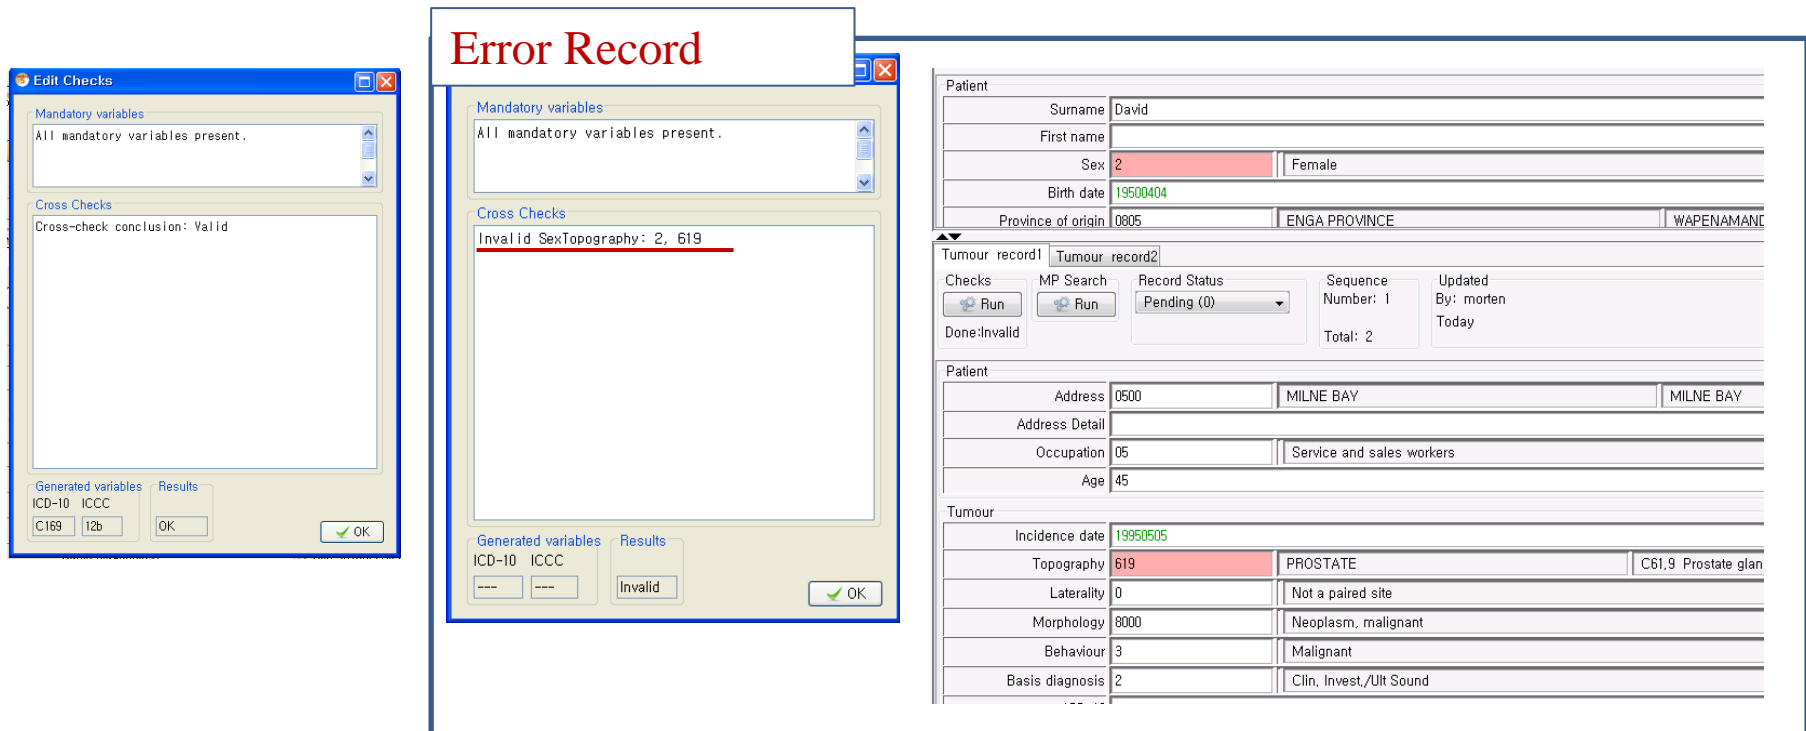 Error Record
Edit Checks
Mandatory variables
All mandatory variables present.
Cross Checks
Cross-check conclusion: Valid
Generated variables Results
ICD-10 ICCC
C169 12b OK
OK
Mandatory variables
All mandatory variables present.
Cross Checks
Invalid SexTopography: 2, 619
Generated variables Results
ICD-10 ICCC
--- --- Invalid
OK
Patient
Surname David
First name
Sex 2 Female
Birth date 19500404
Province of origin 0805 ENGA PROVINCE WAPENAMAND
Tumour record1 Tumour record2
Checks MP Search Record Status Sequence Updated
Run Run Pending (0) Number: 1 By: morten
Today
Done:Invalid Total: 2
Patient
Address 0500 MILNE BAY MILNE BAY
Address Detail
Occupation 05 Service and sales workers
Age 45
Tumour
Incidence date 19950505
Topography 619 PROSTATE C61.9 Prostate glan
Laterality 0 Not a paired site
Morphology 8000 Neoplasm, malignant
Behaviour 3 Malignant
Basis diagnosis 2 Clin. Invest./Ult Sound